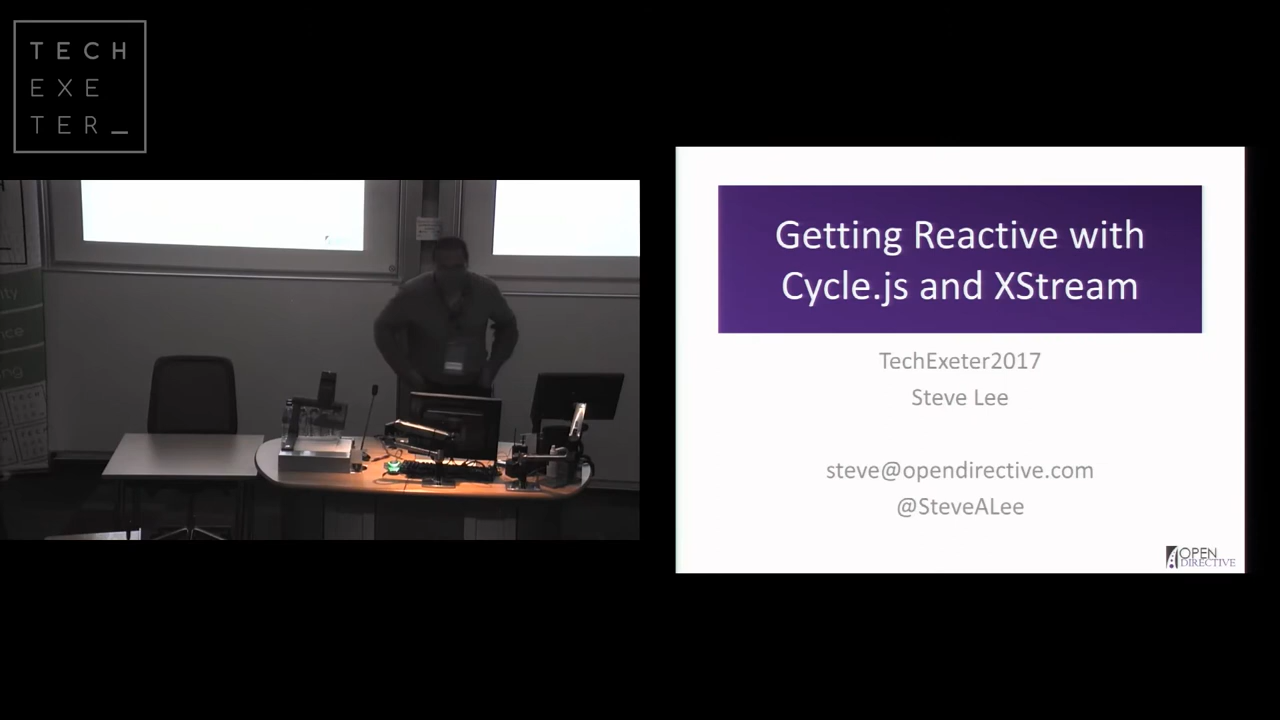 TECH
EXE
TER_
Getting Reactive with
Cycle.js and XStream
TechExeter2017
Steve Lee
steve@opendirective.com
@SteveALee
OPEN
DIRECTIVE